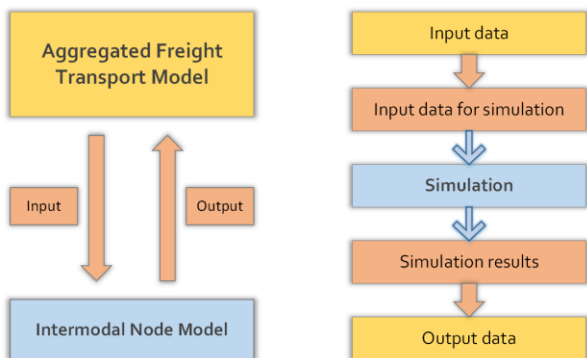 Aggregated Freight
Transport Model
Input
Output
Intermodal Node Model
Input data
Input data for simulation
Simulation
Simulation results
Output data